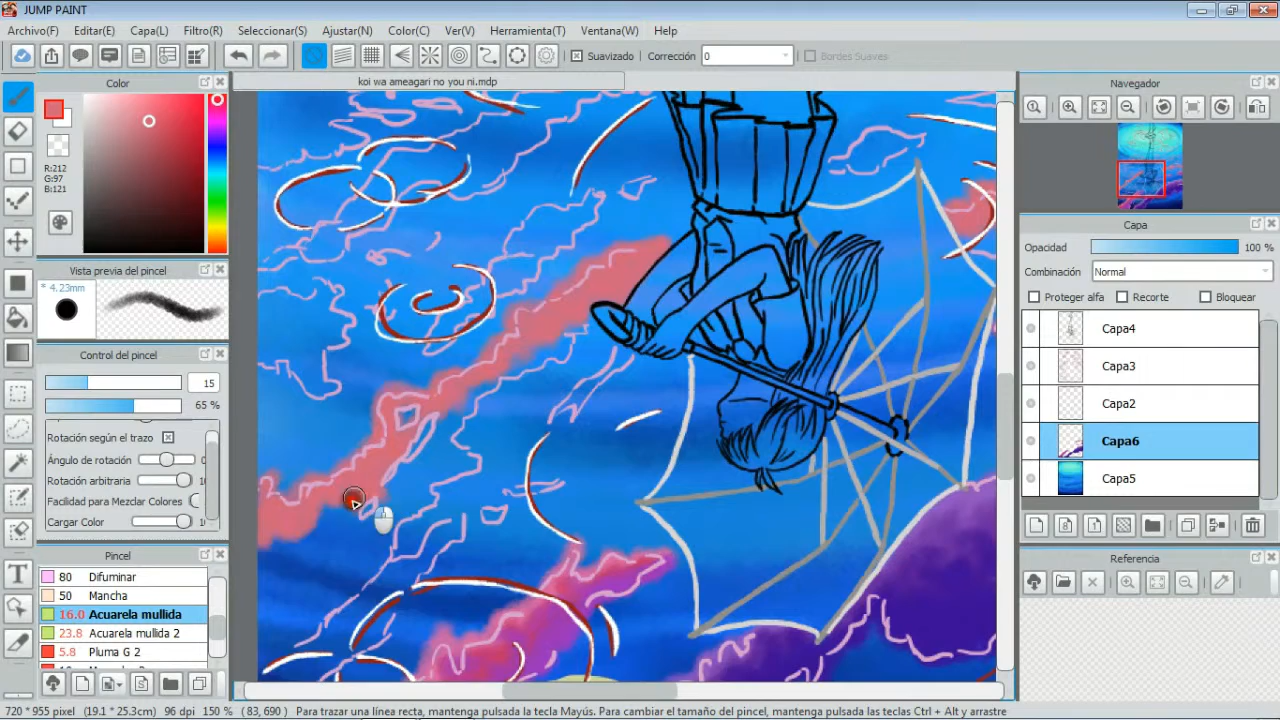 JUMP PAINT
Archivo(F) Editar(E) Capa(L) Filtro(R) Seleccionar(S) Ajustar(N) Color(C) Ver(V) Herramienta(T) Ventana(W) Help
Suavizado Corrección 0 Bordes Suaves
Color
koi wa ameagari no you ni.mdp
Navegador
R:212
G:97
B:121
Capa
Opacidad 100 %
Combinación Normal
Proteger alfa Recorte Bloquear
Vista previa del pincel
* 4.23mm
Capa4
Capa3
Capa2
Capa6
Capa5
Control del pincel
15
65 %
Rotación según el trazo
Ángulo de rotación 0
Rotación arbitraria
Facilidad para Mezclar Colores
Cargar Color
Pincel
80 Difuminar
50 Mancha
16.0 Acuarela mullida
23.8 Acuarela mullida 2
5.8 Pluma G 2
Referencia
720 * 955 pixel (19.1 * 25.3cm) 96 dpi 150 % (83, 690) Para trazar una línea recta, mantenga pulsada la tecla Mayús. Para cambiar el tamaño del pincel, mantenga pulsadas las teclas Ctrl + Alt y arrastre